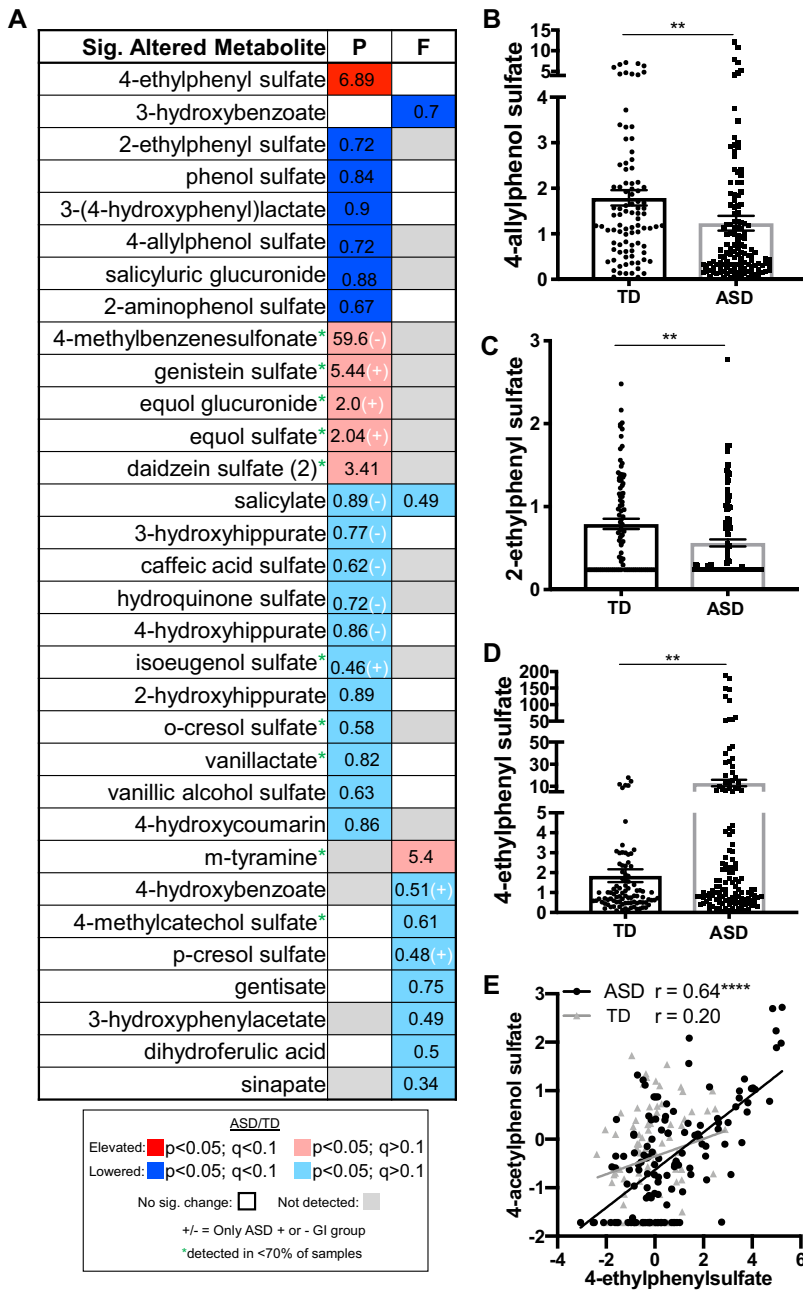 A
Sig. Altered Metabolite P F
4-ethylphenyl sulfate 6.89
3-hydroxybenzoate 0.7
2-ethylphenyl sulfate 0.72
phenol sulfate 0.84
3-(4-hydroxyphenyl)lactate 0.9
4-allylphenol sulfate 0.72
salicyluric glucuronide 0.88
2-aminophenol sulfate 0.67
4-methylbenzenesulfonate* 59.6(-)
genistein sulfate* 5.44(+)
equol glucuronide* 2.0(+)
equol sulfate* 2.04(+)
daidzein sulfate (2)* 3.41
salicylate 0.89(-) 0.49
3-hydroxyhippurate 0.77(-)
caffeic acid sulfate 0.62(-)
hydroquinone sulfate 0.72(-)
4-hydroxyhippurate 0.86(-)
isoeugenol sulfate* 0.46(+)
2-hydroxyhippurate 0.89
o-cresol sulfate* 0.58
vanillactate* 0.82
vanillic alcohol sulfate 0.63
4-hydroxycoumarin 0.86
m-tyramine* 5.4
4-hydroxybenzoate 0.51(+)
4-methylcatechol sulfate* 0.61
p-cresol sulfate 0.48(+)
gentisate 0.75
3-hydroxyphenylacetate 0.49
dihydroferulic acid 0.5
sinapate 0.34
ASD/TD
Elevated: p<0.05; q<0.1 p<0.05; q>0.1
Lowered: p<0.05; q<0.1 p<0.05; q>0.1
No sig. change: Not detected:
+/- = Only ASD + or - GI group
*detected in <70% of samples
B
4-allylphenol sulfate
**
15
10
5
4
3
2
1
0
TD ASD
C
2-ethylphenyl sulfate
**
3
2
1
0
TD ASD
D
4-ethylphenyl sulfate
**
200
150
100
50
50
30
10
5
4
3
2
1
0
TD ASD
E
ASD r = 0.64****
TD r = 0.20
4-acetylphenol sulfate
3
2
1
-0
-1
-2
-4 -2 0 2 4 6
4-ethylphenylsulfate